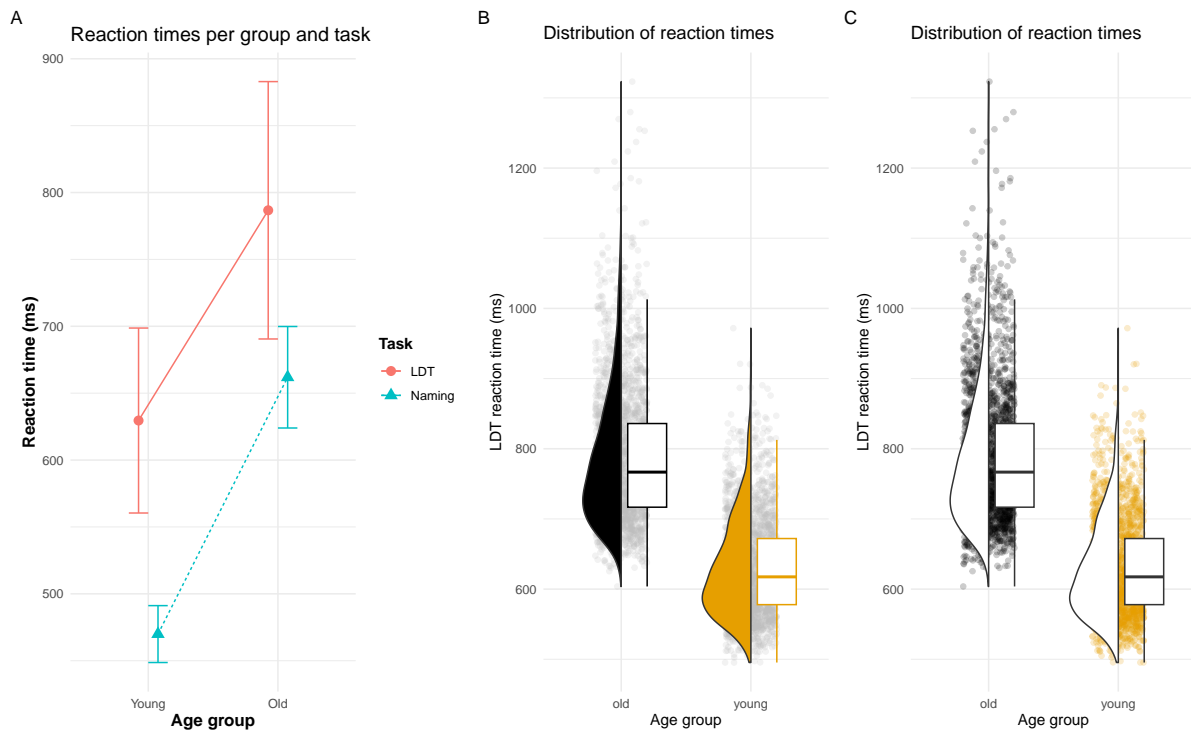 A
Reaction times per group and task
900
800
700
600
500
Reaction time (ms)
Young
Old
Age group
Task
LDT
Naming
B
Distribution of reaction times
1200
1000
800
600
LDT reaction time (ms)
old
young
Age group
C
Distribution of reaction times
1200
1000
800
600
LDT reaction time (ms)
old
young
Age group